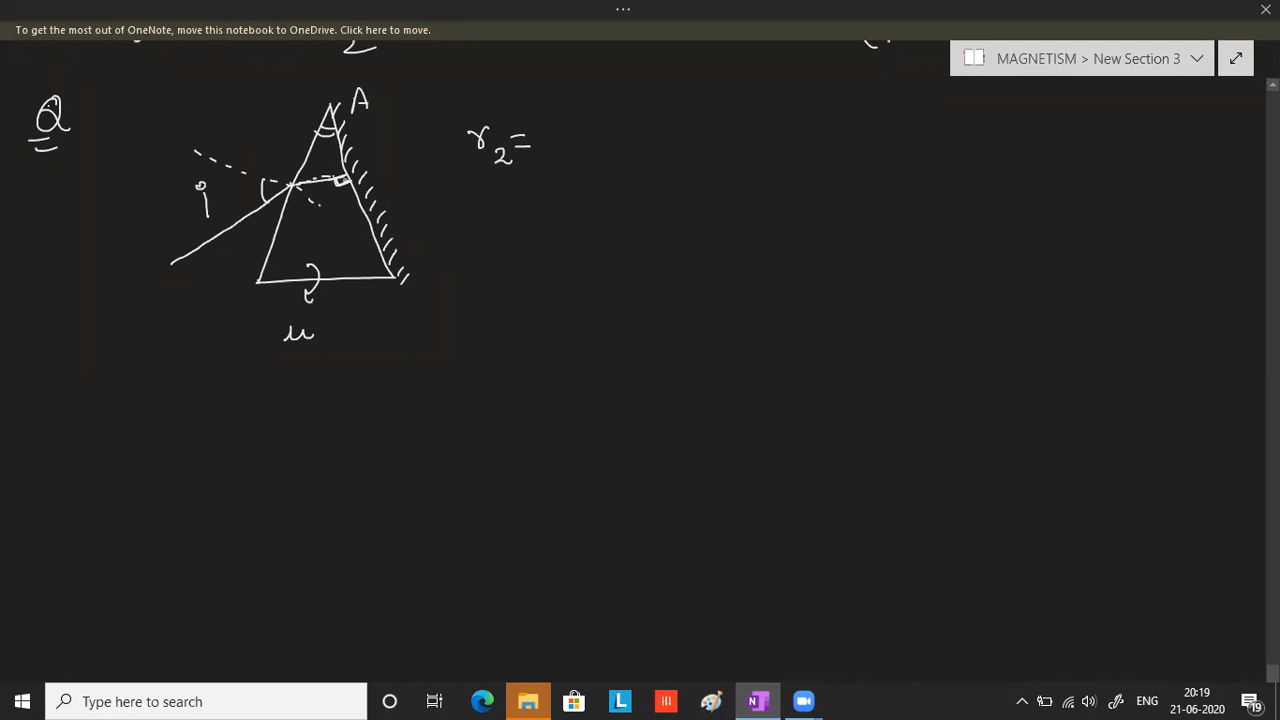 To get the most out of OneNote, move this notebook to OneDrive. Click here to move.
MAGNETISM > New Section 3
Q
A
r₂=
i
μ
Type here to search
ENG
20:19
21-06-2020
19